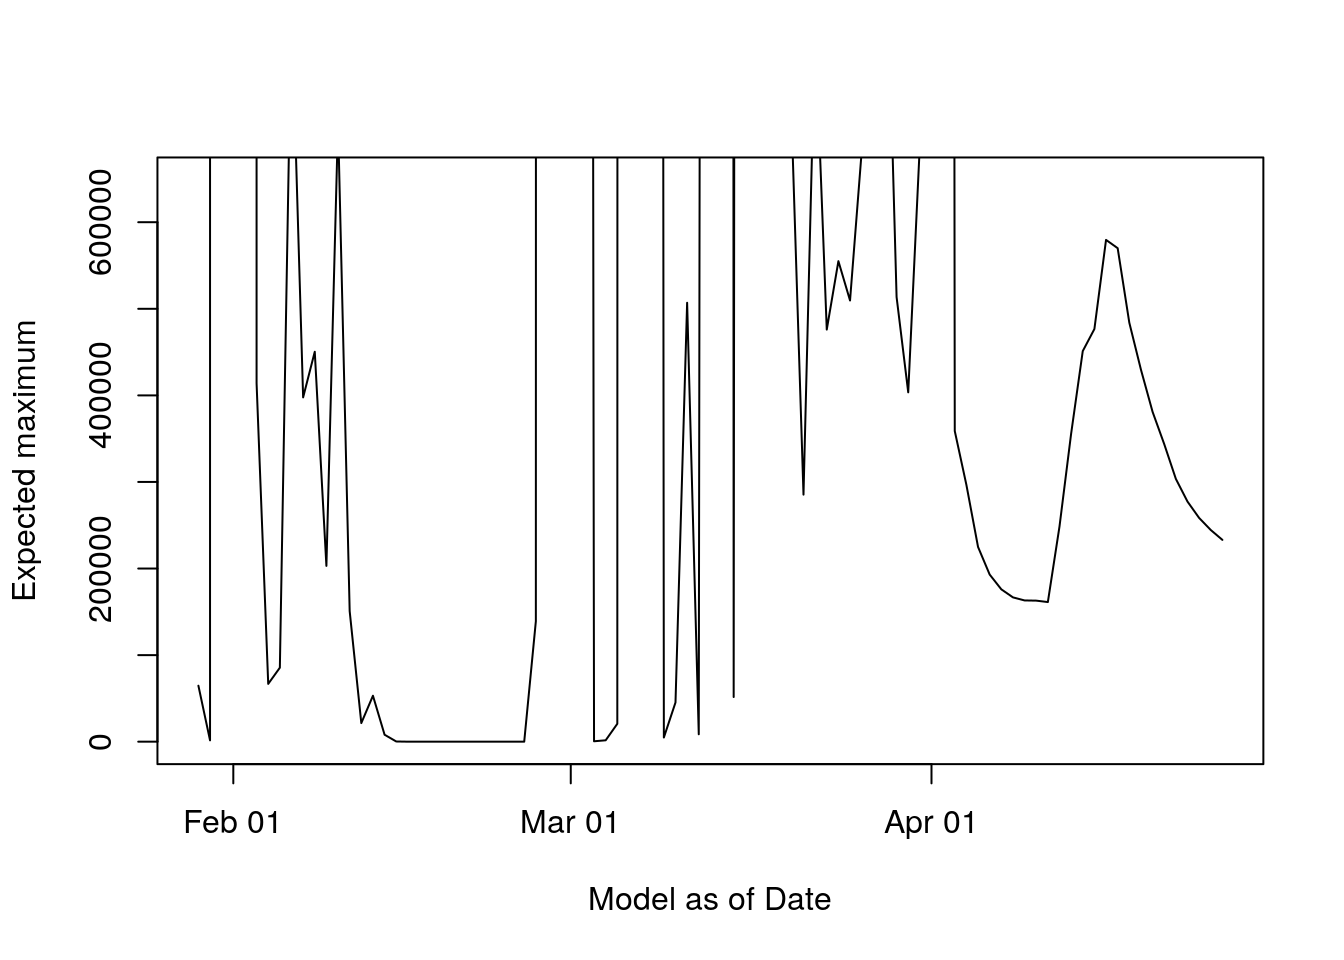 Expected maximum
600000
400000
200000
0
Feb 01 Mar 01 Apr 01
Model as of Date